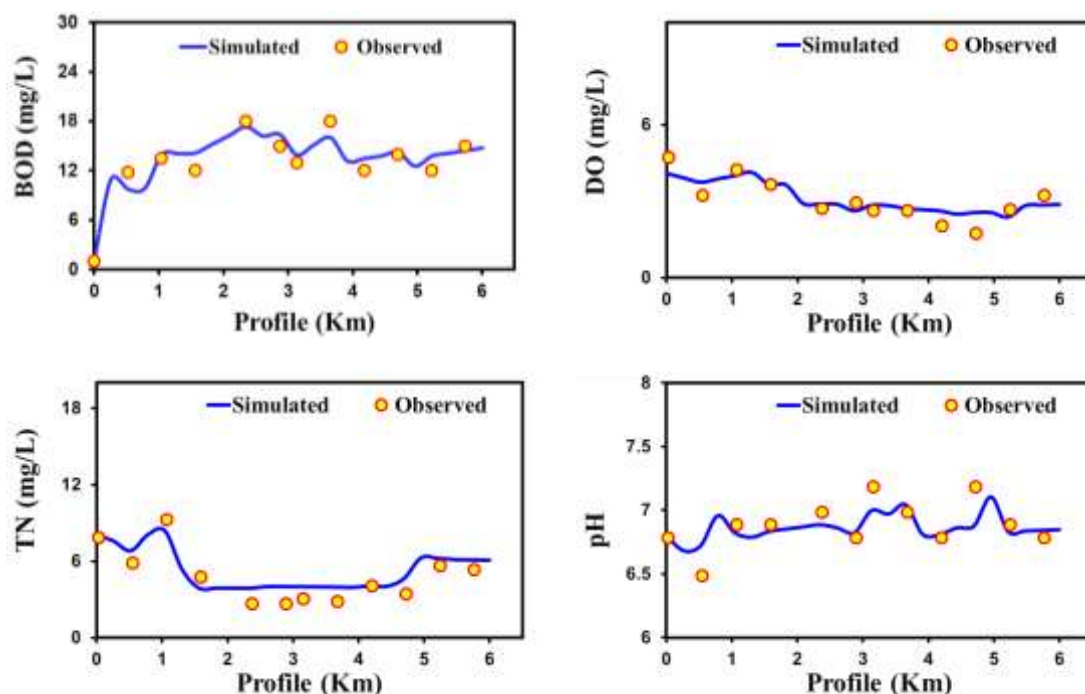 30
24
18
12
6
0
BOD (mg/L)
Simulated Observed
0 1 2 3 4 5 6
Profile (Km)
6
0
DO (mg/L)
0 1 2 3 4 5 6
Profile (Km)
18
12
6
0
TN (mg/L)
Simulated Observed
0 1 2 3 4 5 6
Profile (Km)
8
7.5
7
6.5
6
pH
Simulated Observed
0 1 2 3 4 5 6
Profile (Km)